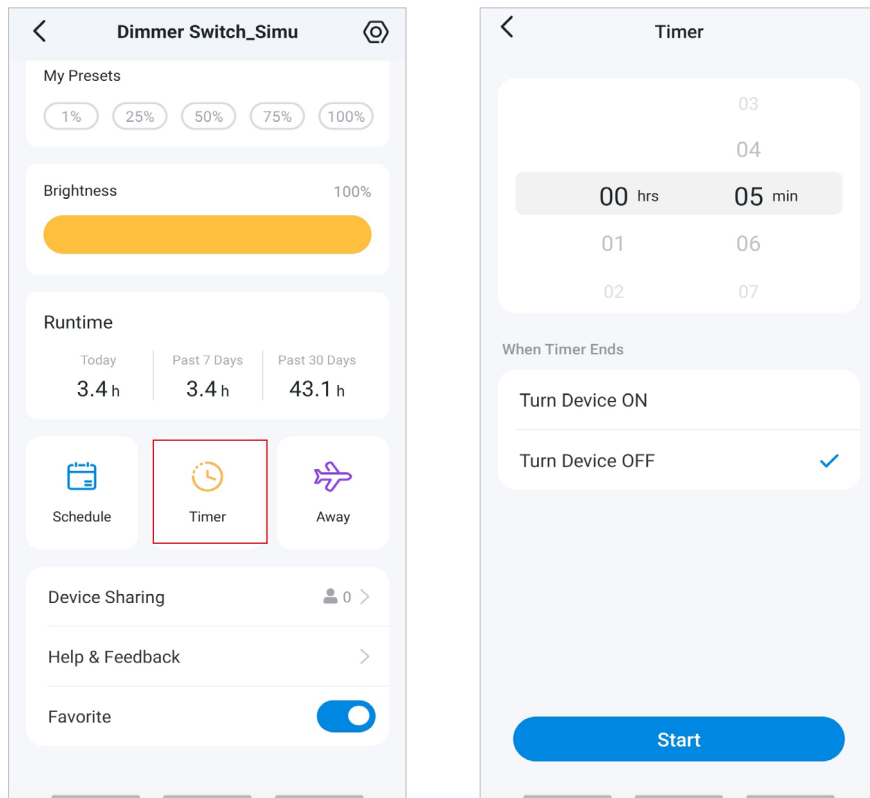 Dimmer Switch_Simu
My Presets
1% 25% 50% 75% 100%
Brightness 100%
Runtime
Today Past 7 Days Past 30 Days
3.4 h 3.4 h 43.1 h
Schedule Timer Away
Device Sharing 0
Help & Feedback
Favorite
Timer
03
04
00 hrs 05 min
01 06
02 07
When Timer Ends
Turn Device ON
Turn Device OFF
Start